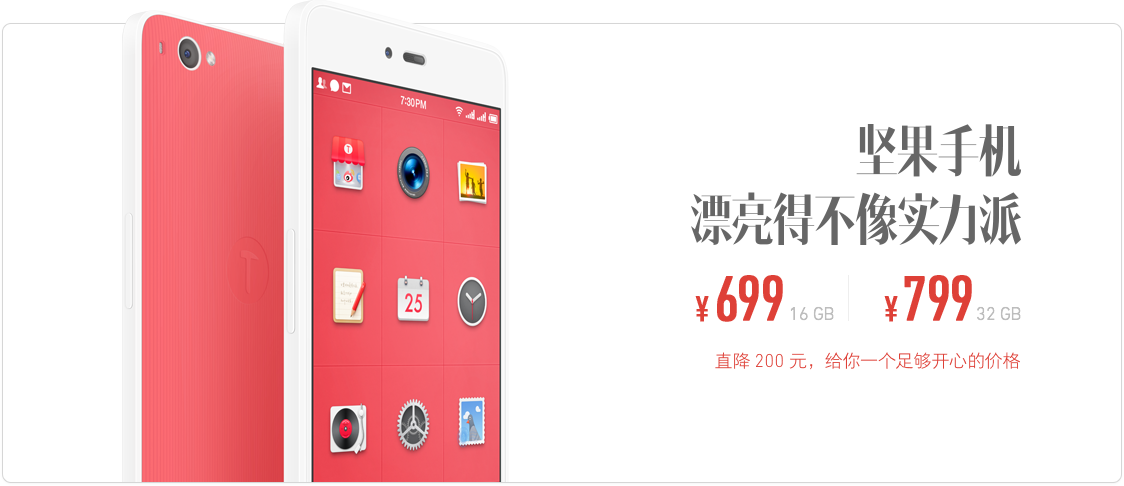 7:30PM
T
25
T
坚果手机
漂亮得不像实力派
¥699 16 GB
¥799 32 GB
直降 200 元，给你一个足够开心的价格